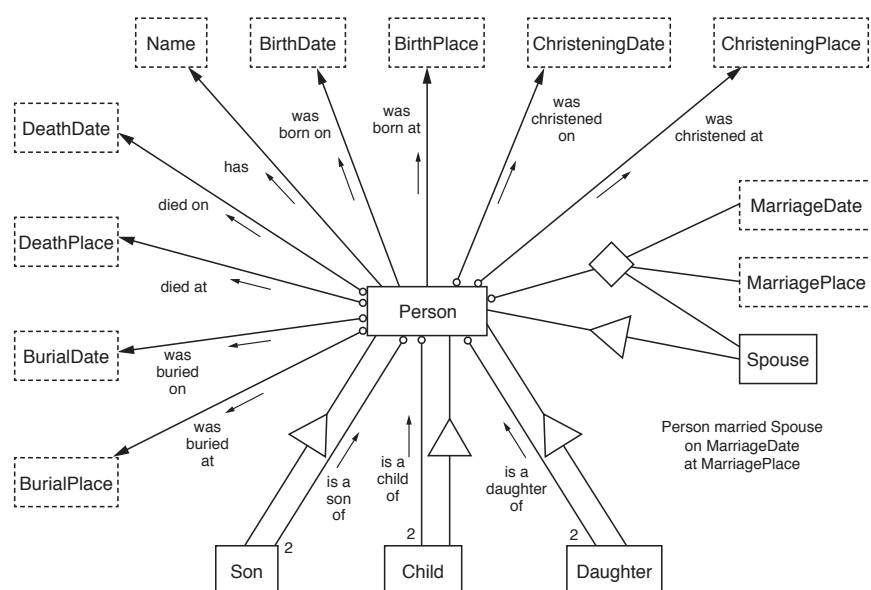 Name
BirthDate
BirthPlace
ChristeningDate
ChristeningPlace
DeathDate
was
born on
was
born at
was
christened
on
was
christened at
has
died on
MarriageDate
DeathPlace
died at
MarriagePlace
Person
BurialDate
was
buried
on
Spouse
was
buried
at
Person married Spouse
on MarriageDate
at MarriagePlace
BurialPlace
is a
son
of
is a
child
of
is a
daughter
of
2
2
2
Son
Child
Daughter